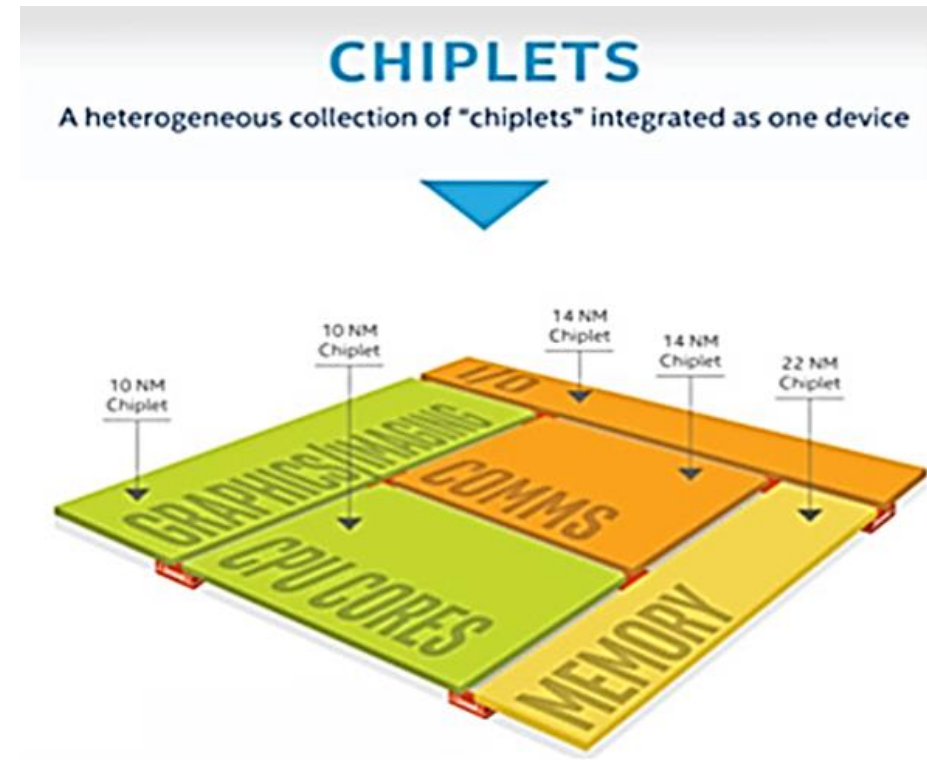 CHIPLETS
A heterogeneous collection of "chiplets" integrated as one device
14 NM
Chiplet
10 NM
Chiplet
14 NM
Chiplet
22 NM
Chiplet
10 NM
Chiplet
I/O
GRAPHICS/IMAGING
COMMS
CPU CORES
MEMORY